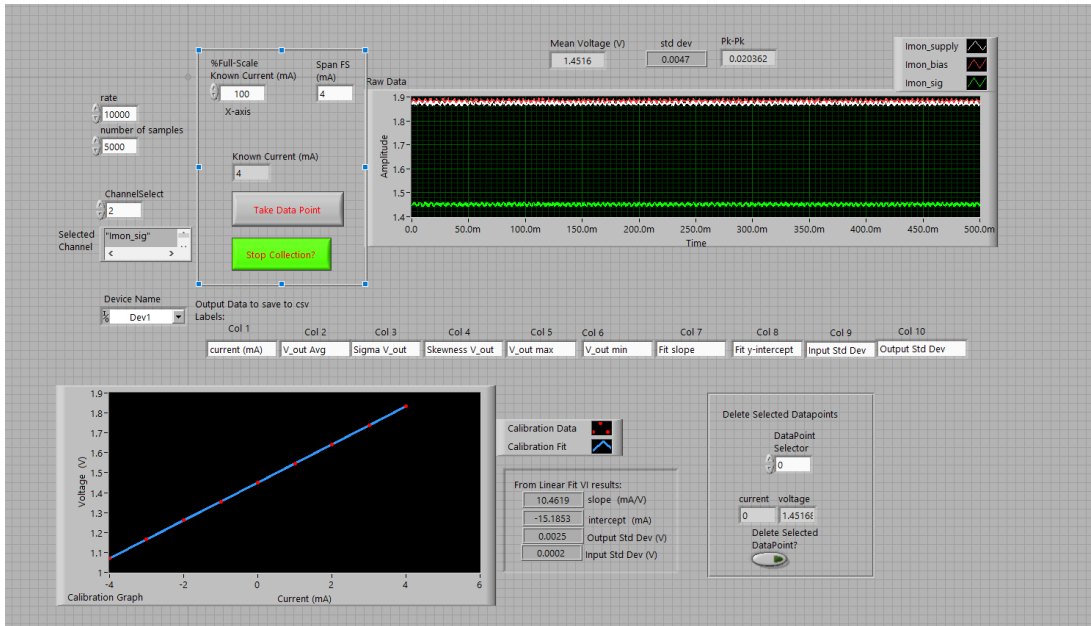 Mean Voltage (V)
1.4516
std dev
0.0047
Pk-Pk
0.020362
Imon_supply
Imon_bias
Imon_sig
%Full-Scale
Known Current (mA)
100
X-axis
Span FS
(mA)
4
rate
10000
number of samples
5000
Known Current (mA)
4
Take Data Point
Stop Collection?
ChannelSelect
2
Selected
Channel
"Imon_sig"
Raw Data
Amplitude
1.9
1.8
1.7
1.6
1.5
1.4
0.0 50.0m 100.0m 150.0m 200.0m 250.0m 300.0m 350.0m 400.0m 450.0m 500.0m
Time
Device Name
Dev1
Output Data to save to csv
Labels:
Col 1 Col 2 Col 3 Col 4 Col 5 Col 6 Col 7 Col 8 Col 9 Col 10
current (mA) V_out Avg Sigma V_out Skewness V_out V_out max V_out min Fit slope Fit y-intercept Input Std Dev Output Std Dev
Voltage (V)
1.9
1.8
1.7
1.6
1.5
1.4
1.3
1.2
1.1
1
-4 -2 0 2 4 6
Calibration Graph
Current (mA)
Calibration Data
Calibration Fit
From Linear Fit VI results:
10.4619 slope (mA/V)
-15.1853 intercept (mA)
0.0025 Output Std Dev (V)
0.0002 Input Std Dev (V)
Delete Selected Datapoints
DataPoint
Selector
0
current voltage
0 1.4516
Delete Selected
DataPoint?